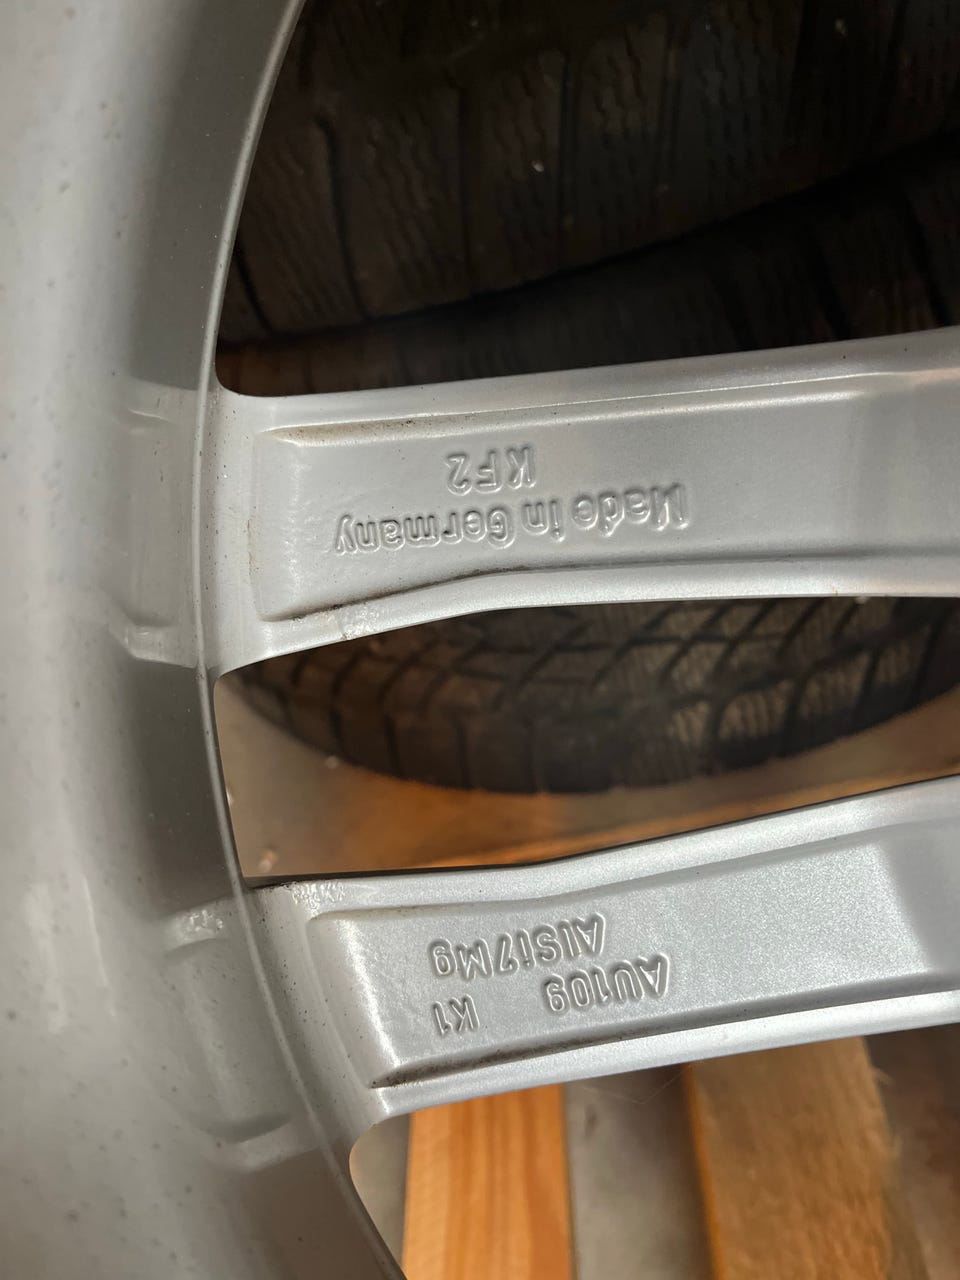 AU109 K1
AlSi7Mg
Made in Germany
KF2